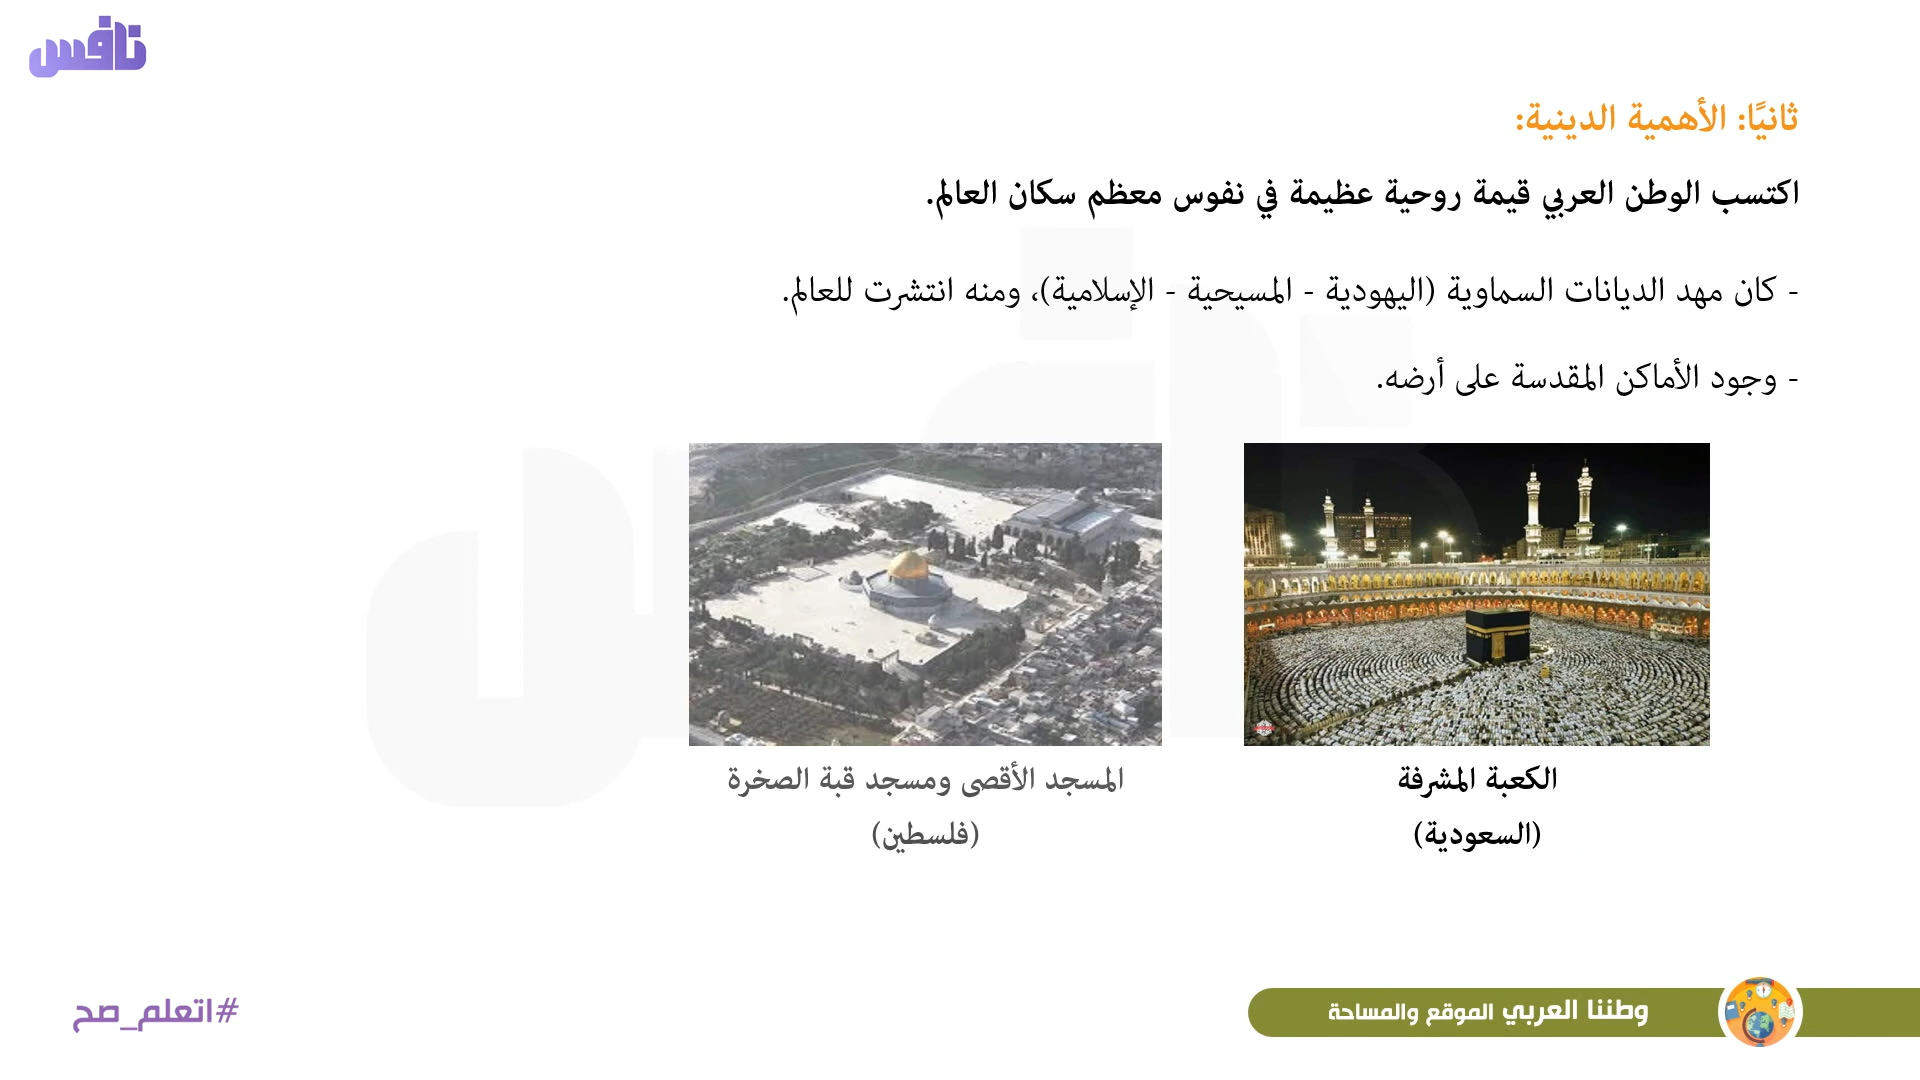 نافس
ثانيًا: الأهمية الدينية:
اكتسب الوطن العربي قيمة روحية عظيمة في نفوس معظم سكان العالم.
- كان مهد الديانات السماوية (اليهودية - المسيحية - الإسلامية)، ومنه انتشرت للعالم.
- وجود الأماكن المقدسة على أرضه.
الكعبة المشرفة
(السعودية)
المسجد الأقصى ومسجد قبة الصخرة
(فلسطين)
وطننا العربي الموقع والمساحة
#اتعلم_صح